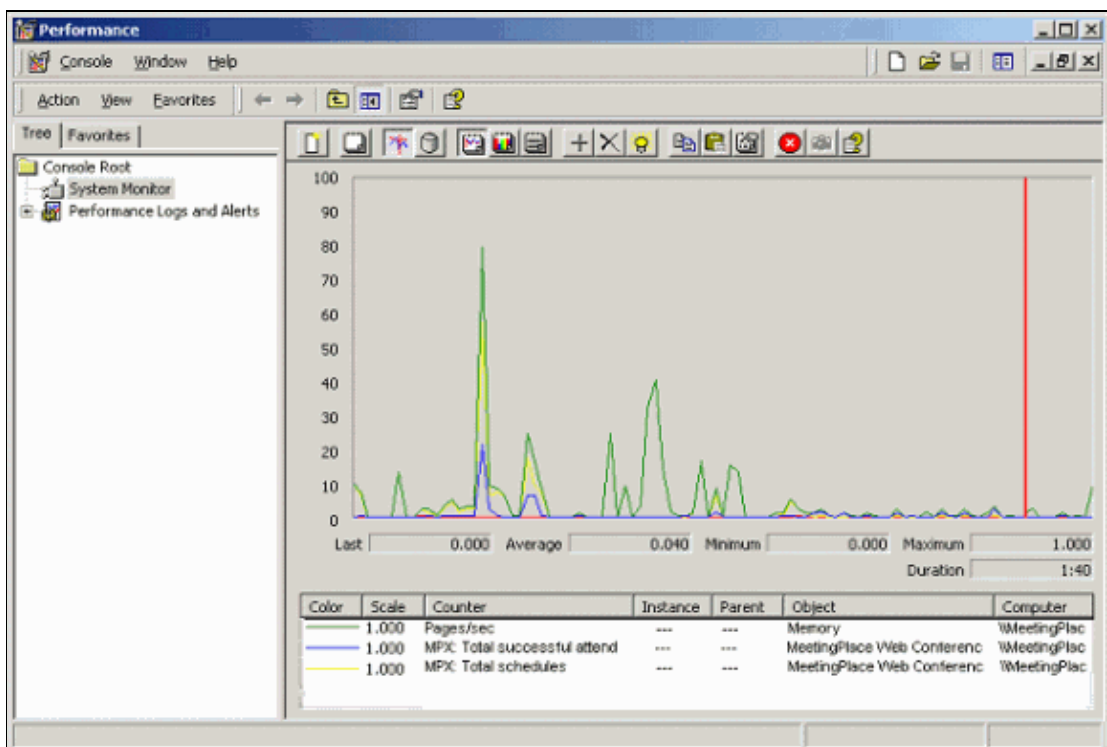 Performance
Console Window Help
Action View Favorites
Tree Favorites
Console Root
System Monitor
Performance Logs and Alerts
100
90
80
70
60
50
40
30
20
10
0
Last 0.000 Average 0.040 Minimum 0.000 Maximum 1.000
Duration 1:40
Color Scale Counter Instance Parent Object Computer
1.000 Pages/sec --- --- Memory \\MeetingPlac
1.000 MPX: Total successful attend --- --- MeetingPlace Web Conferenc \\MeetingPlac
1.000 MPX: Total schedules --- --- MeetingPlace Web Conferenc \\MeetingPlac